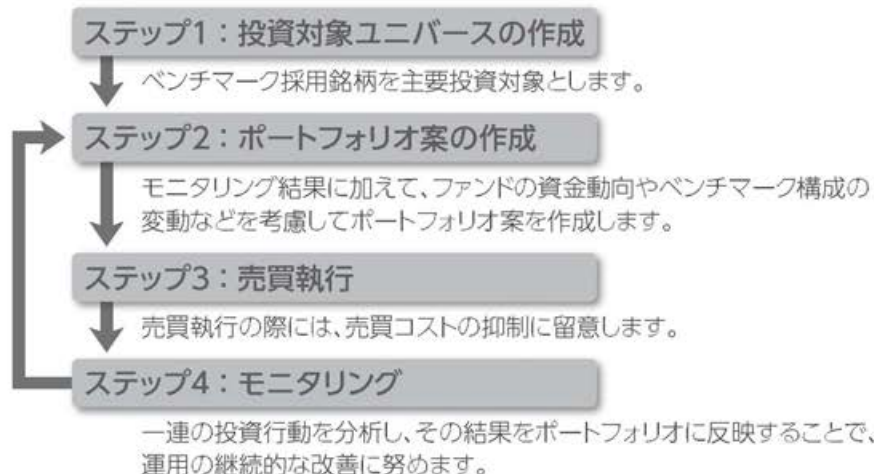 ステップ1：投資対象ユニバースの作成
ベンチマーク採用銘柄を主要投資対象とします。
ステップ2：ポートフォリオ案の作成
モニタリング結果に加えて、ファンドの資金動向やベンチマーク構成の
変動などを考慮してポートフォリオ案を作成します。
ステップ3：売買執行
売買執行の際には、売買コストの抑制に留意します。
ステップ4：モニタリング
一連の投資行動を分析し、その結果をポートフォリオに反映することで、
運用の継続的な改善に努めます。